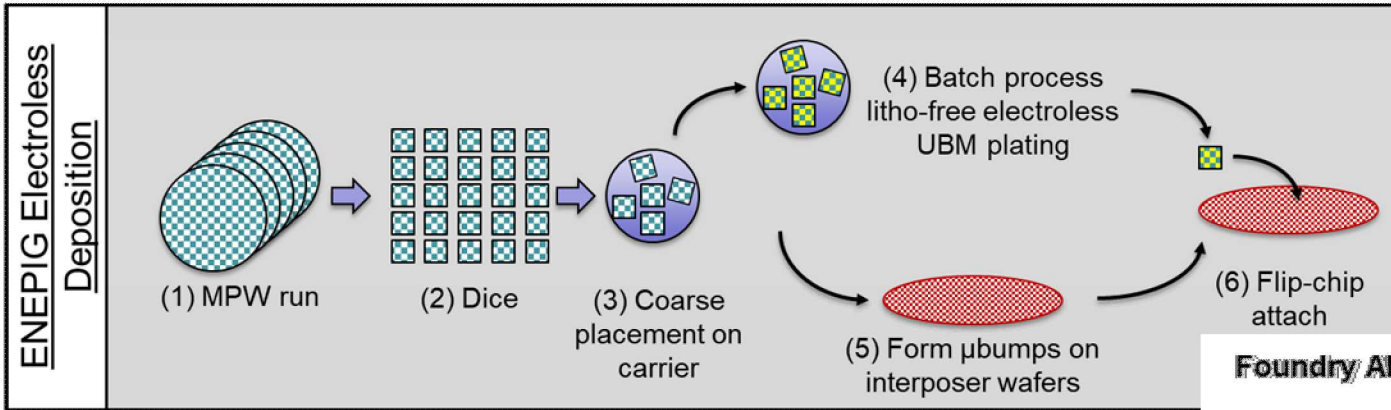 ENEPIG Electroless
Deposition
(1) MPW run
(2) Dice
(3) Coarse
placement on
carrier
(4) Batch process
litho-free electroless
UBM plating
(5) Form µbumps on
interposer wafers
(6) Flip-chip
attach
Foundry